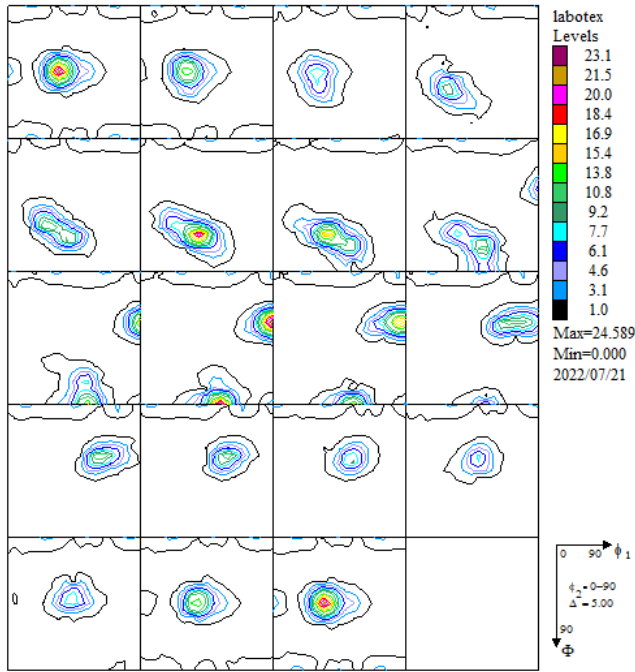 labotex
Levels
23.1
21.5
20.0
18.4
16.9
15.4
13.8
10.8
9.2
7.7
6.1
4.6
3.1
1.0
Max=24.589
Min=0.000
2022/07/21
0 90 ϕ1
ϕ2= 0-90
Δ = 5.00
90
Φ